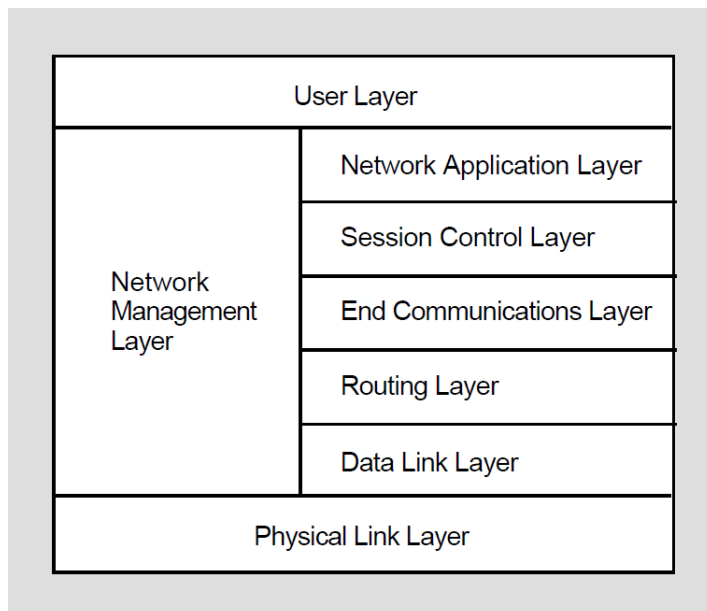 User Layer
Network Application Layer
Session Control Layer
Network
Management
Layer
End Communications Layer
Routing Layer
Data Link Layer
Physical Link Layer